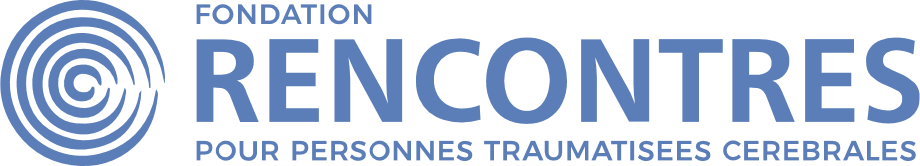 FONDATION
RENCONTRES
POUR PERSONNES TRAUMATISEES CEREBRALES